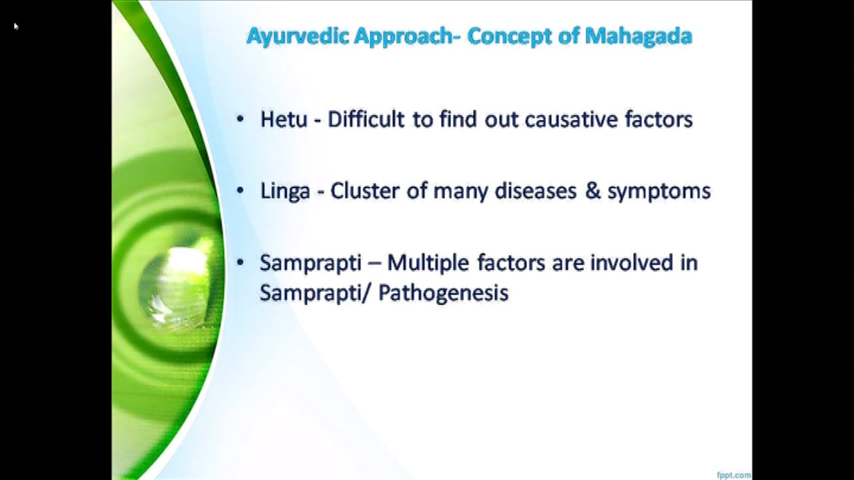 Ayurvedic Approach- Concept of Mahagada
• Hetu - Difficult to find out causative factors
• Linga - Cluster of many diseases & symptoms
• Samprapti – Multiple factors are involved in
Samprapti/ Pathogenesis
fppt.com